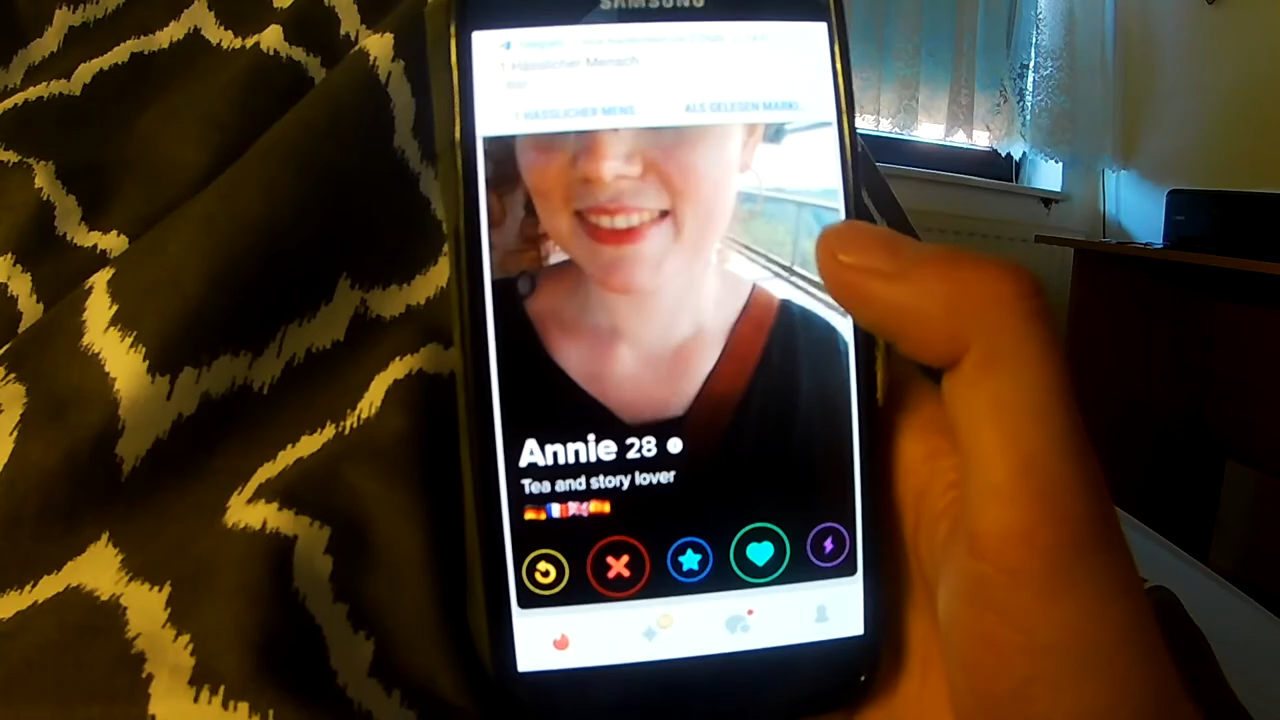 SAMSUNG
1 Hässlicher Mensch
1 HÄSSLICHER MENS..
ALS GELESEN MARKI..
Annie 28
Tea and story lover